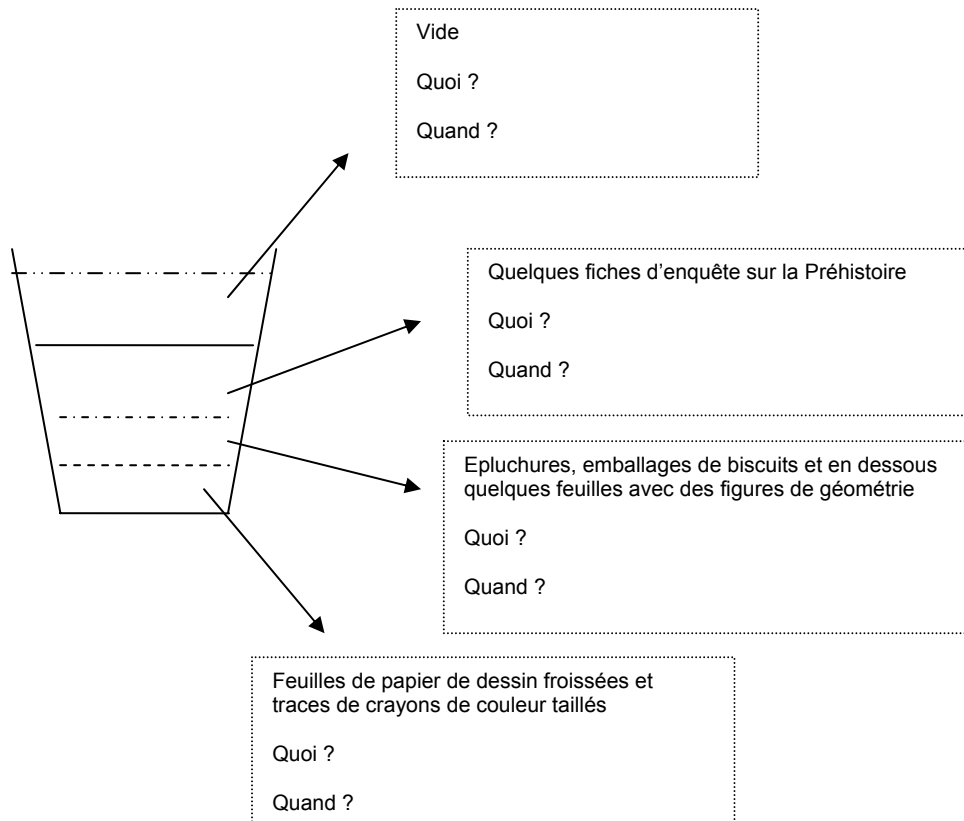 Vide
Quoi ?
Quand ?
Quelques fiches d’enquête sur la Préhistoire
Quoi ?
Quand ?
Epluchures, emballages de biscuits et en dessous
quelques feuilles avec des figures de géométrie
Quoi ?
Quand ?
Feuilles de papier de dessin froissées et
traces de crayons de couleur taillés
Quoi ?
Quand ?